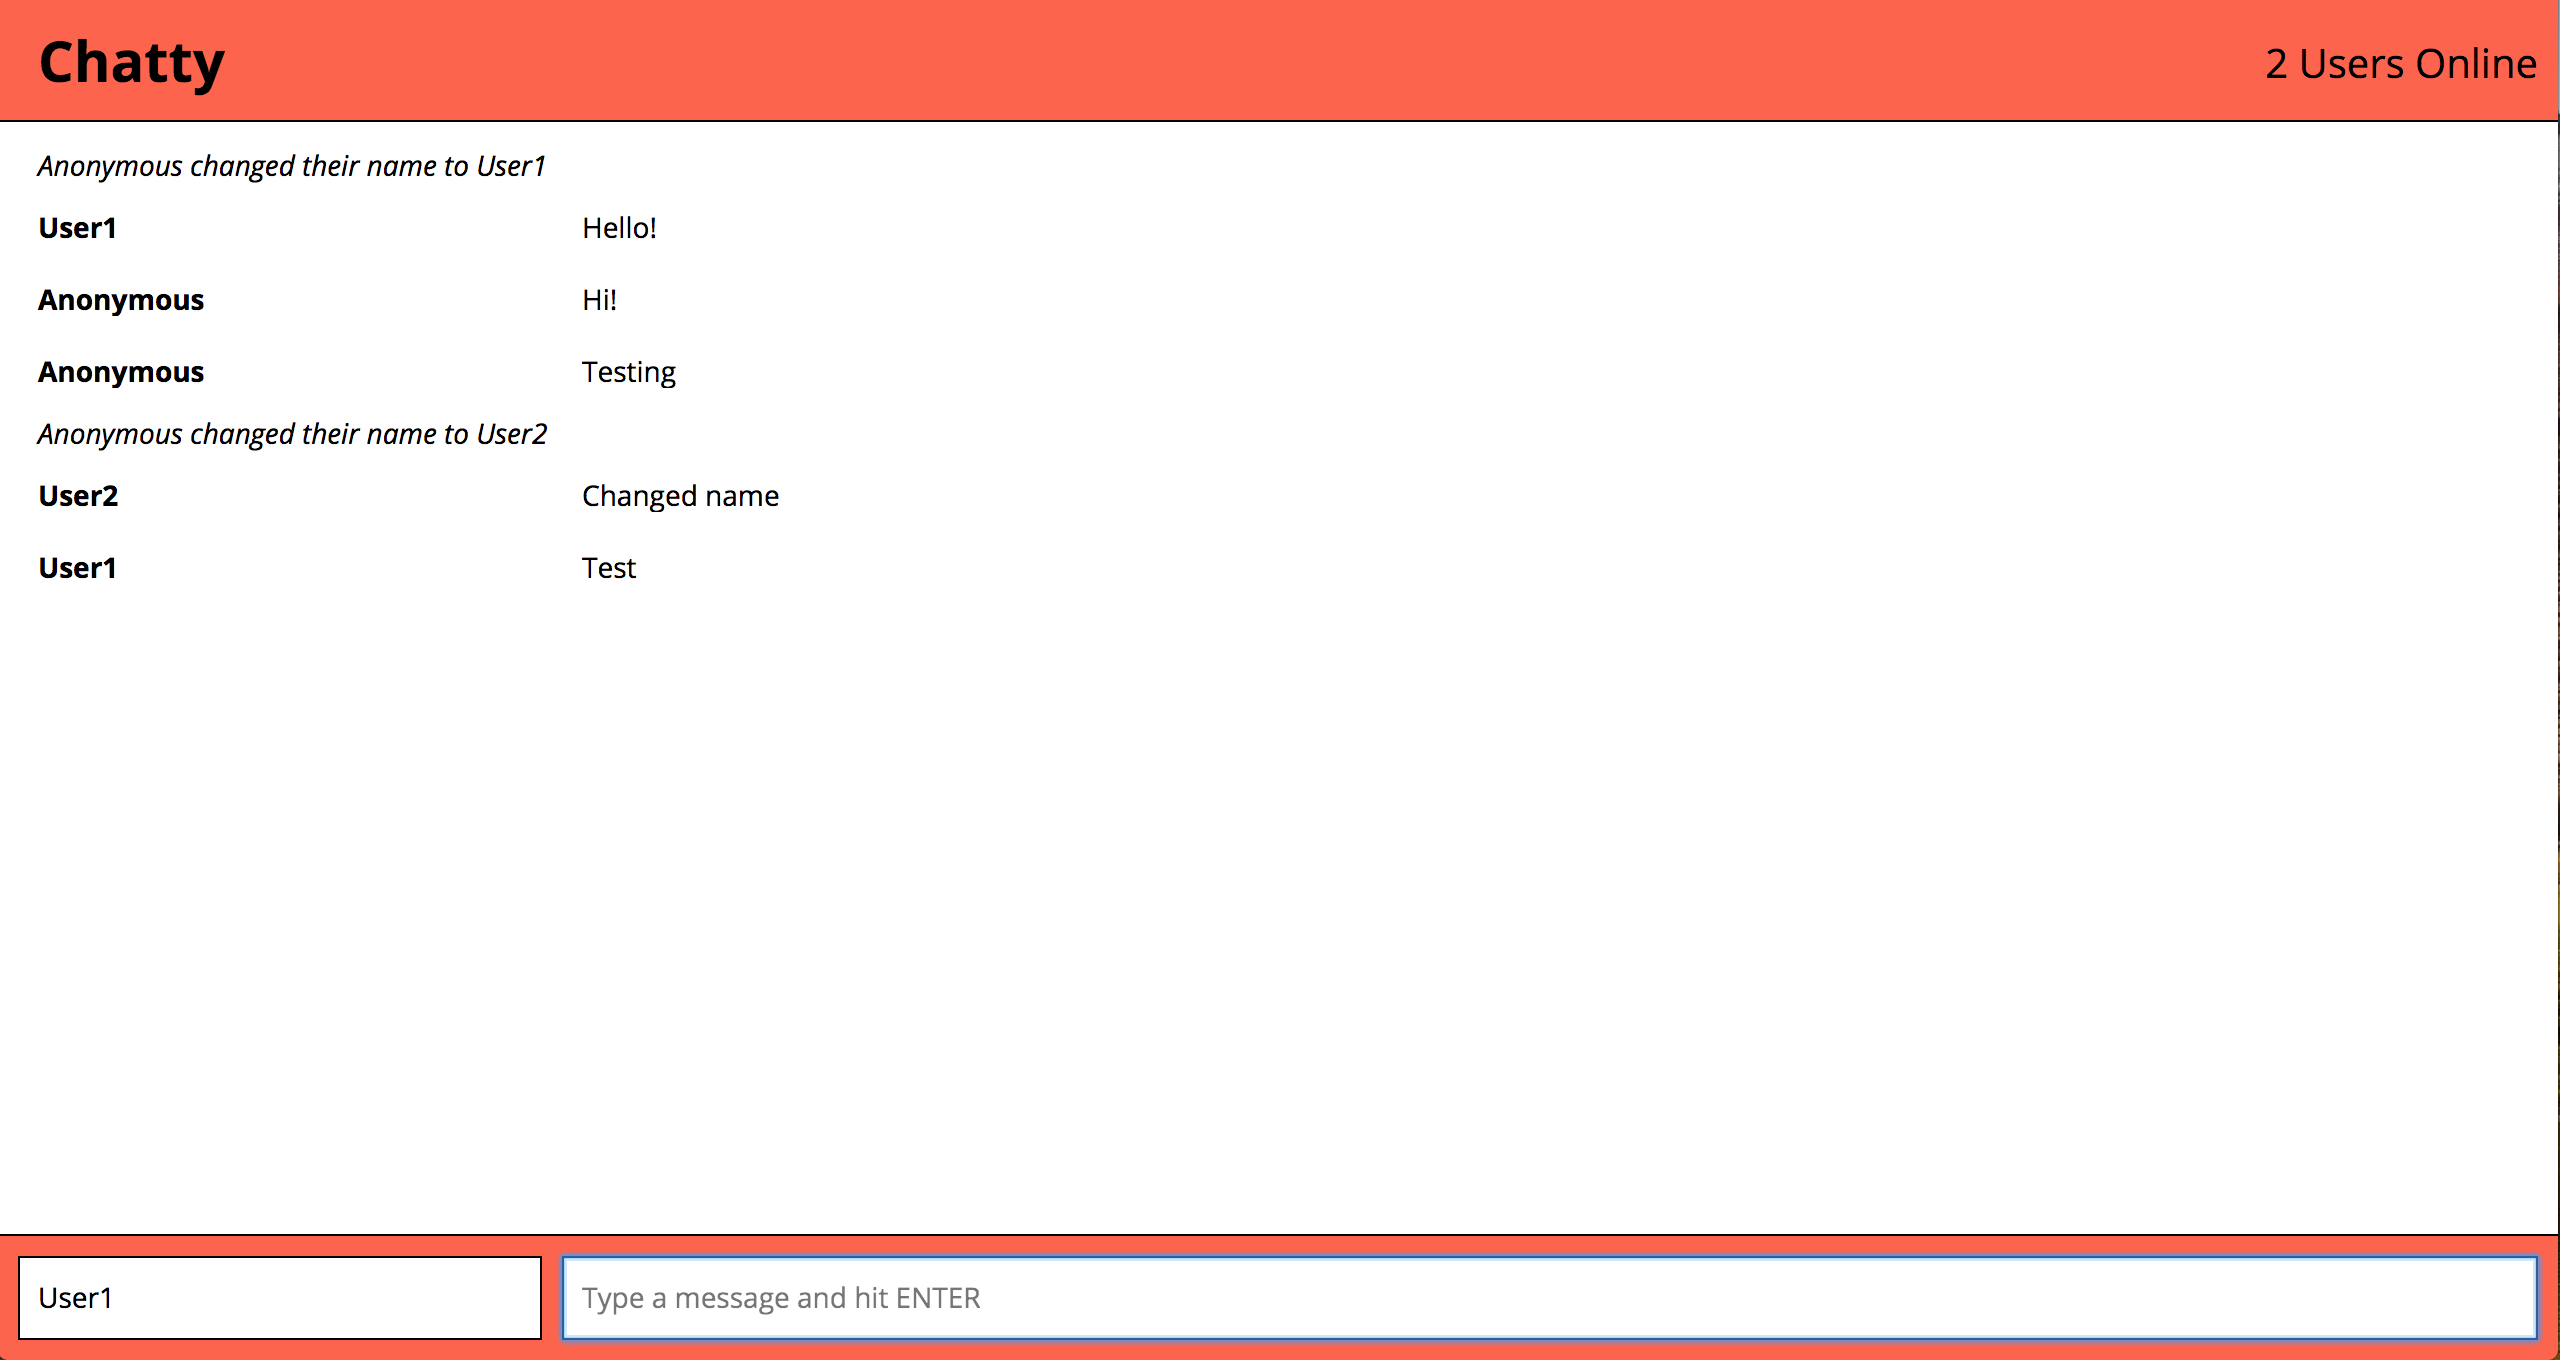 Chatty 2 Users Online
Anonymous changed their name to User1
User1 Hello!
Anonymous Hi!
Anonymous Testing
Anonymous changed their name to User2
User2 Changed name
User1 Test
User1 Type a message and hit ENTER